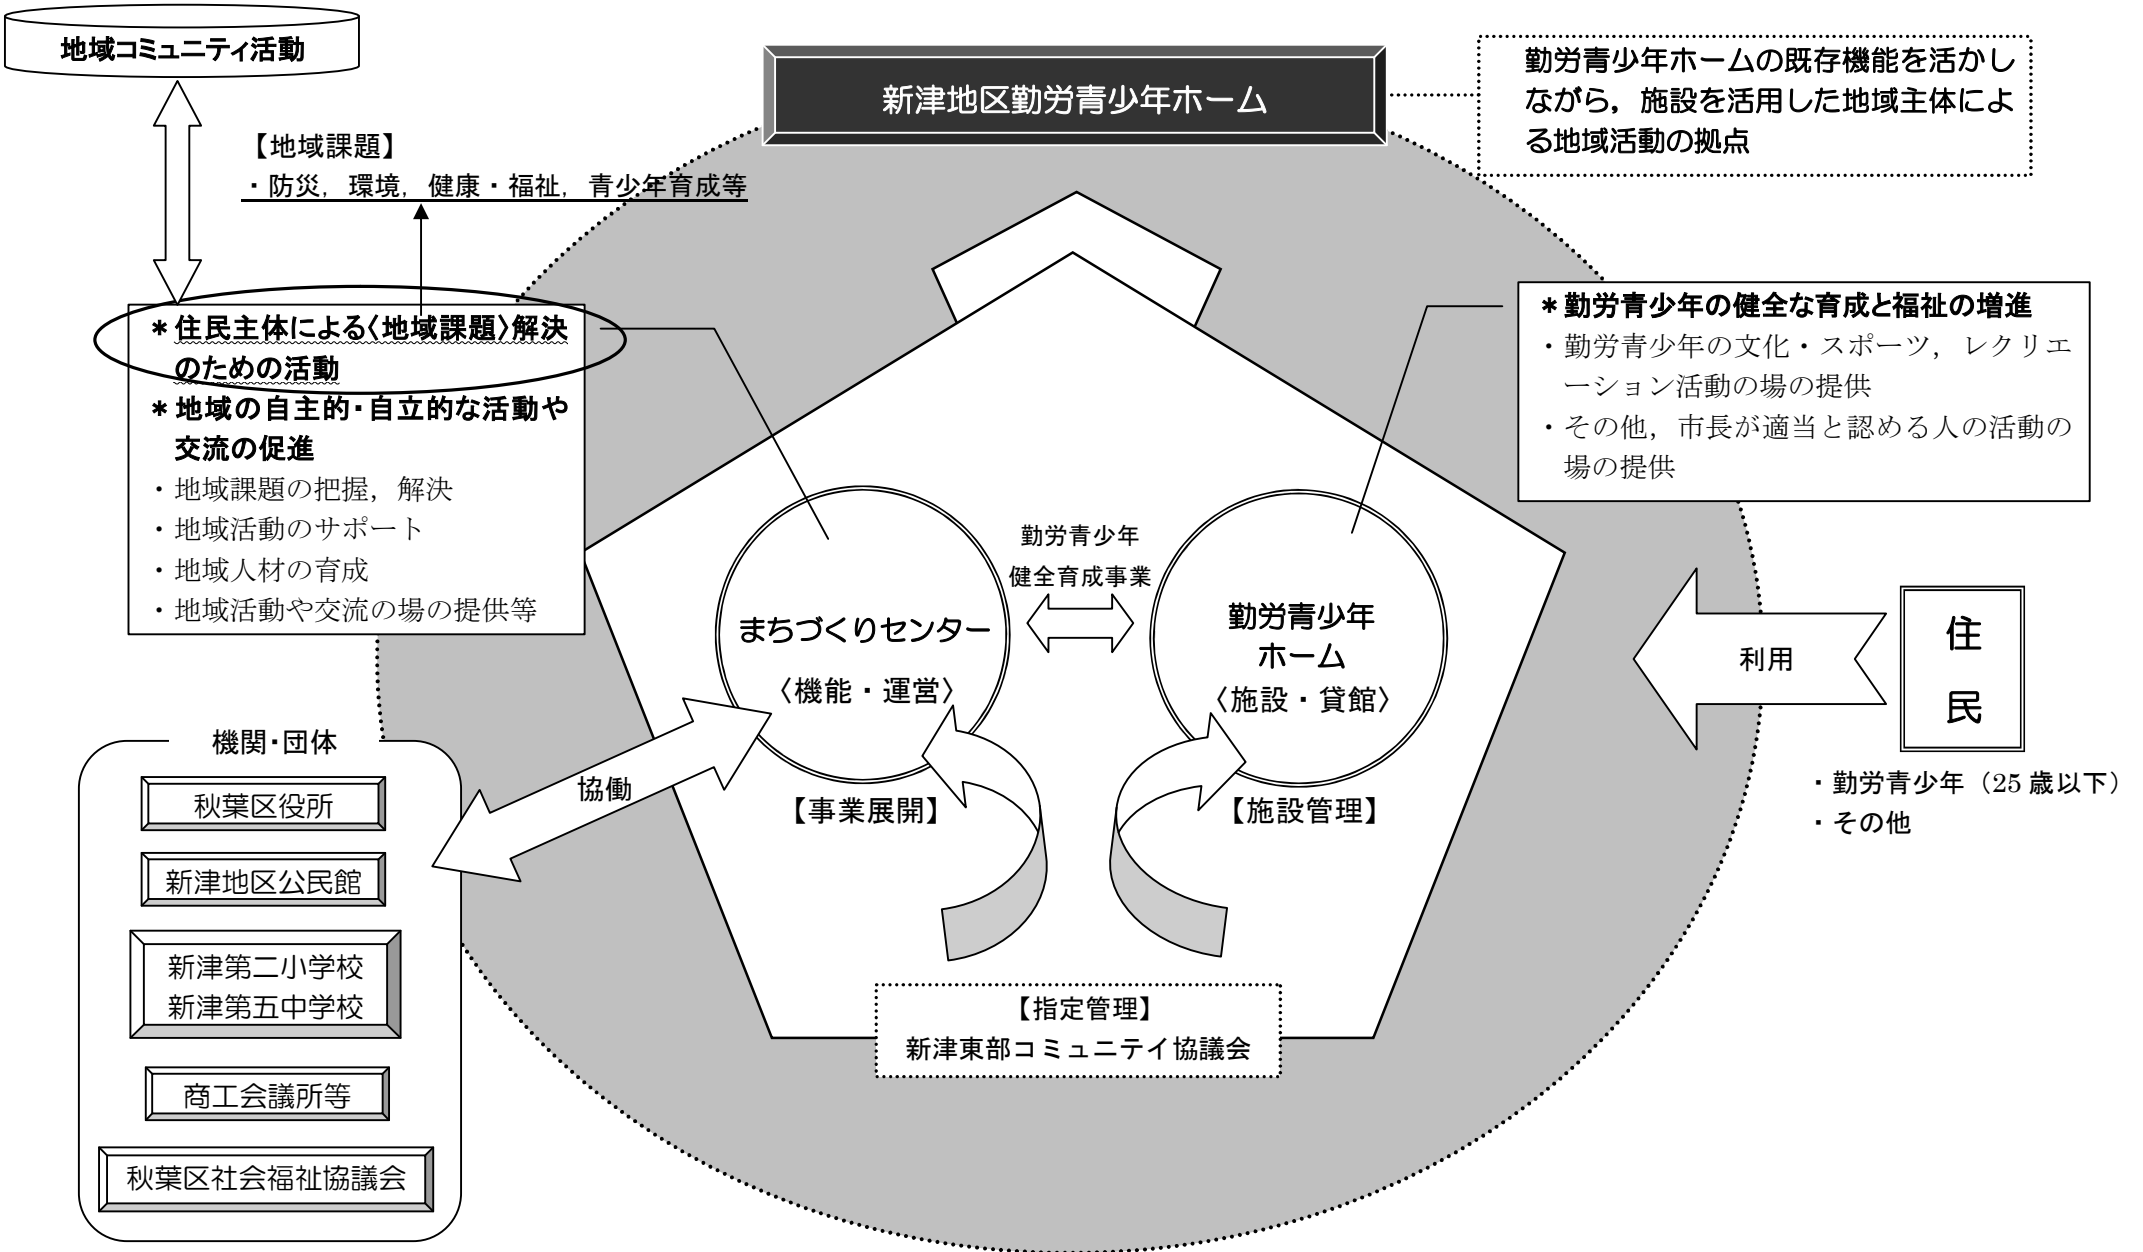 地域コミュニティ活動
新津地区勤労青少年ホーム
勤労青少年ホームの既存機能を活かし
ながら，施設を活用した地域主体によ
る地域活動の拠点
【地域課題】
・防災，環境，健康・福祉，青少年育成等
＊住民主体による〈地域課題〉解決
のための活動
＊地域の自主的・自立的な活動や
交流の促進
・地域課題の把握，解決
・地域活動のサポート
・地域人材の育成
・地域活動や交流の場の提供等
＊勤労青少年の健全な育成と福祉の増進
・勤労青少年の文化・スポーツ，レクリエ
ーション活動の場の提供
・その他，市長が適当と認める人の活動の
場の提供
勤労青少年
健全育成事業
まちづくりセンター
〈機能・運営〉
勤労青少年
ホーム
〈施設・貸館〉
利用
住
民
・勤労青少年（25 歳以下）
・その他
協働
【事業展開】
【施設管理】
【指定管理】
新津東部コミュニテイ協議会
機関・団体
秋葉区役所
新津地区公民館
新津第二小学校
新津第五中学校
商工会議所等
秋葉区社会福祉協議会